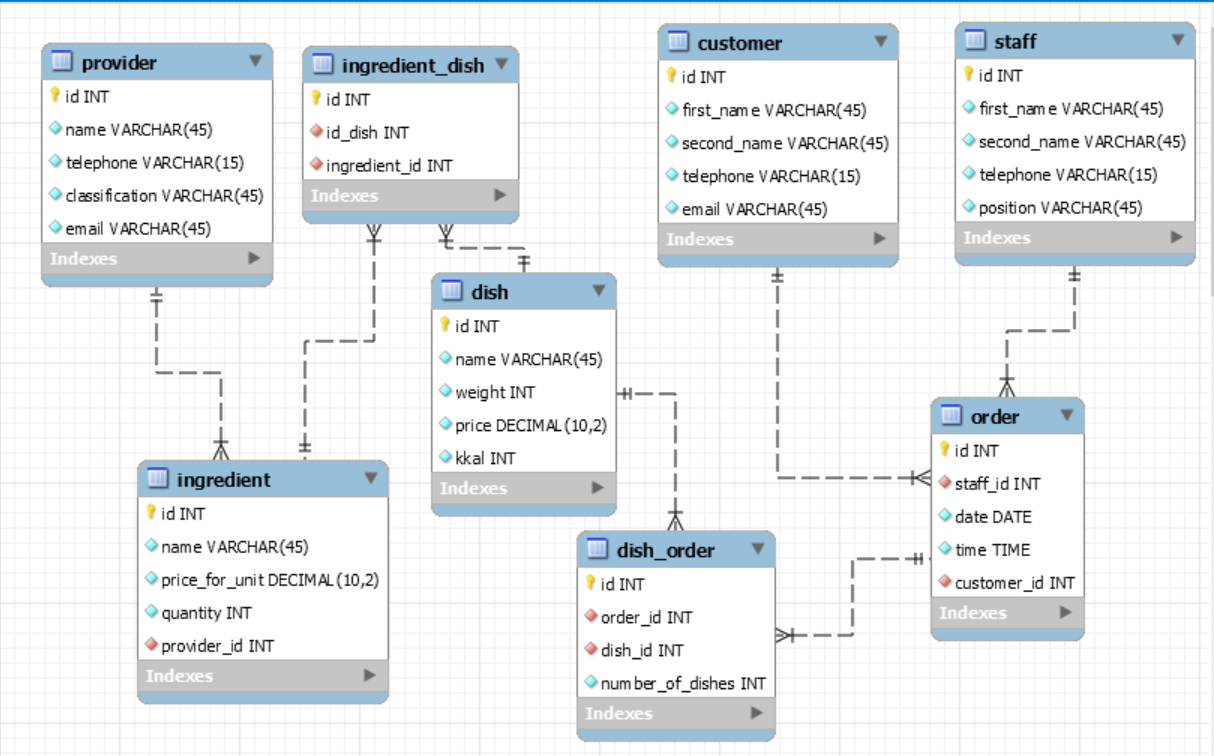 provider
id INT
name VARCHAR(45)
telephone VARCHAR(15)
classification VARCHAR(45)
email VARCHAR(45)
Indexes
ingredient_dish
id INT
id_dish INT
ingredient_id INT
Indexes
customer
id INT
first_name VARCHAR(45)
second_name VARCHAR(45)
telephone VARCHAR(15)
email VARCHAR(45)
Indexes
staff
id INT
first_name VARCHAR(45)
second_name VARCHAR(45)
telephone VARCHAR(15)
position VARCHAR(45)
Indexes
dish
id INT
name VARCHAR(45)
weight INT
price DECIMAL(10,2)
kkal INT
Indexes
order
id INT
staff_id INT
date DATE
time TIME
customer_id INT
Indexes
ingredient
id INT
name VARCHAR(45)
price_for_unit DECIMAL(10,2)
quantity INT
provider_id INT
Indexes
dish_order
id INT
order_id INT
dish_id INT
number_of_dishes INT
Indexes